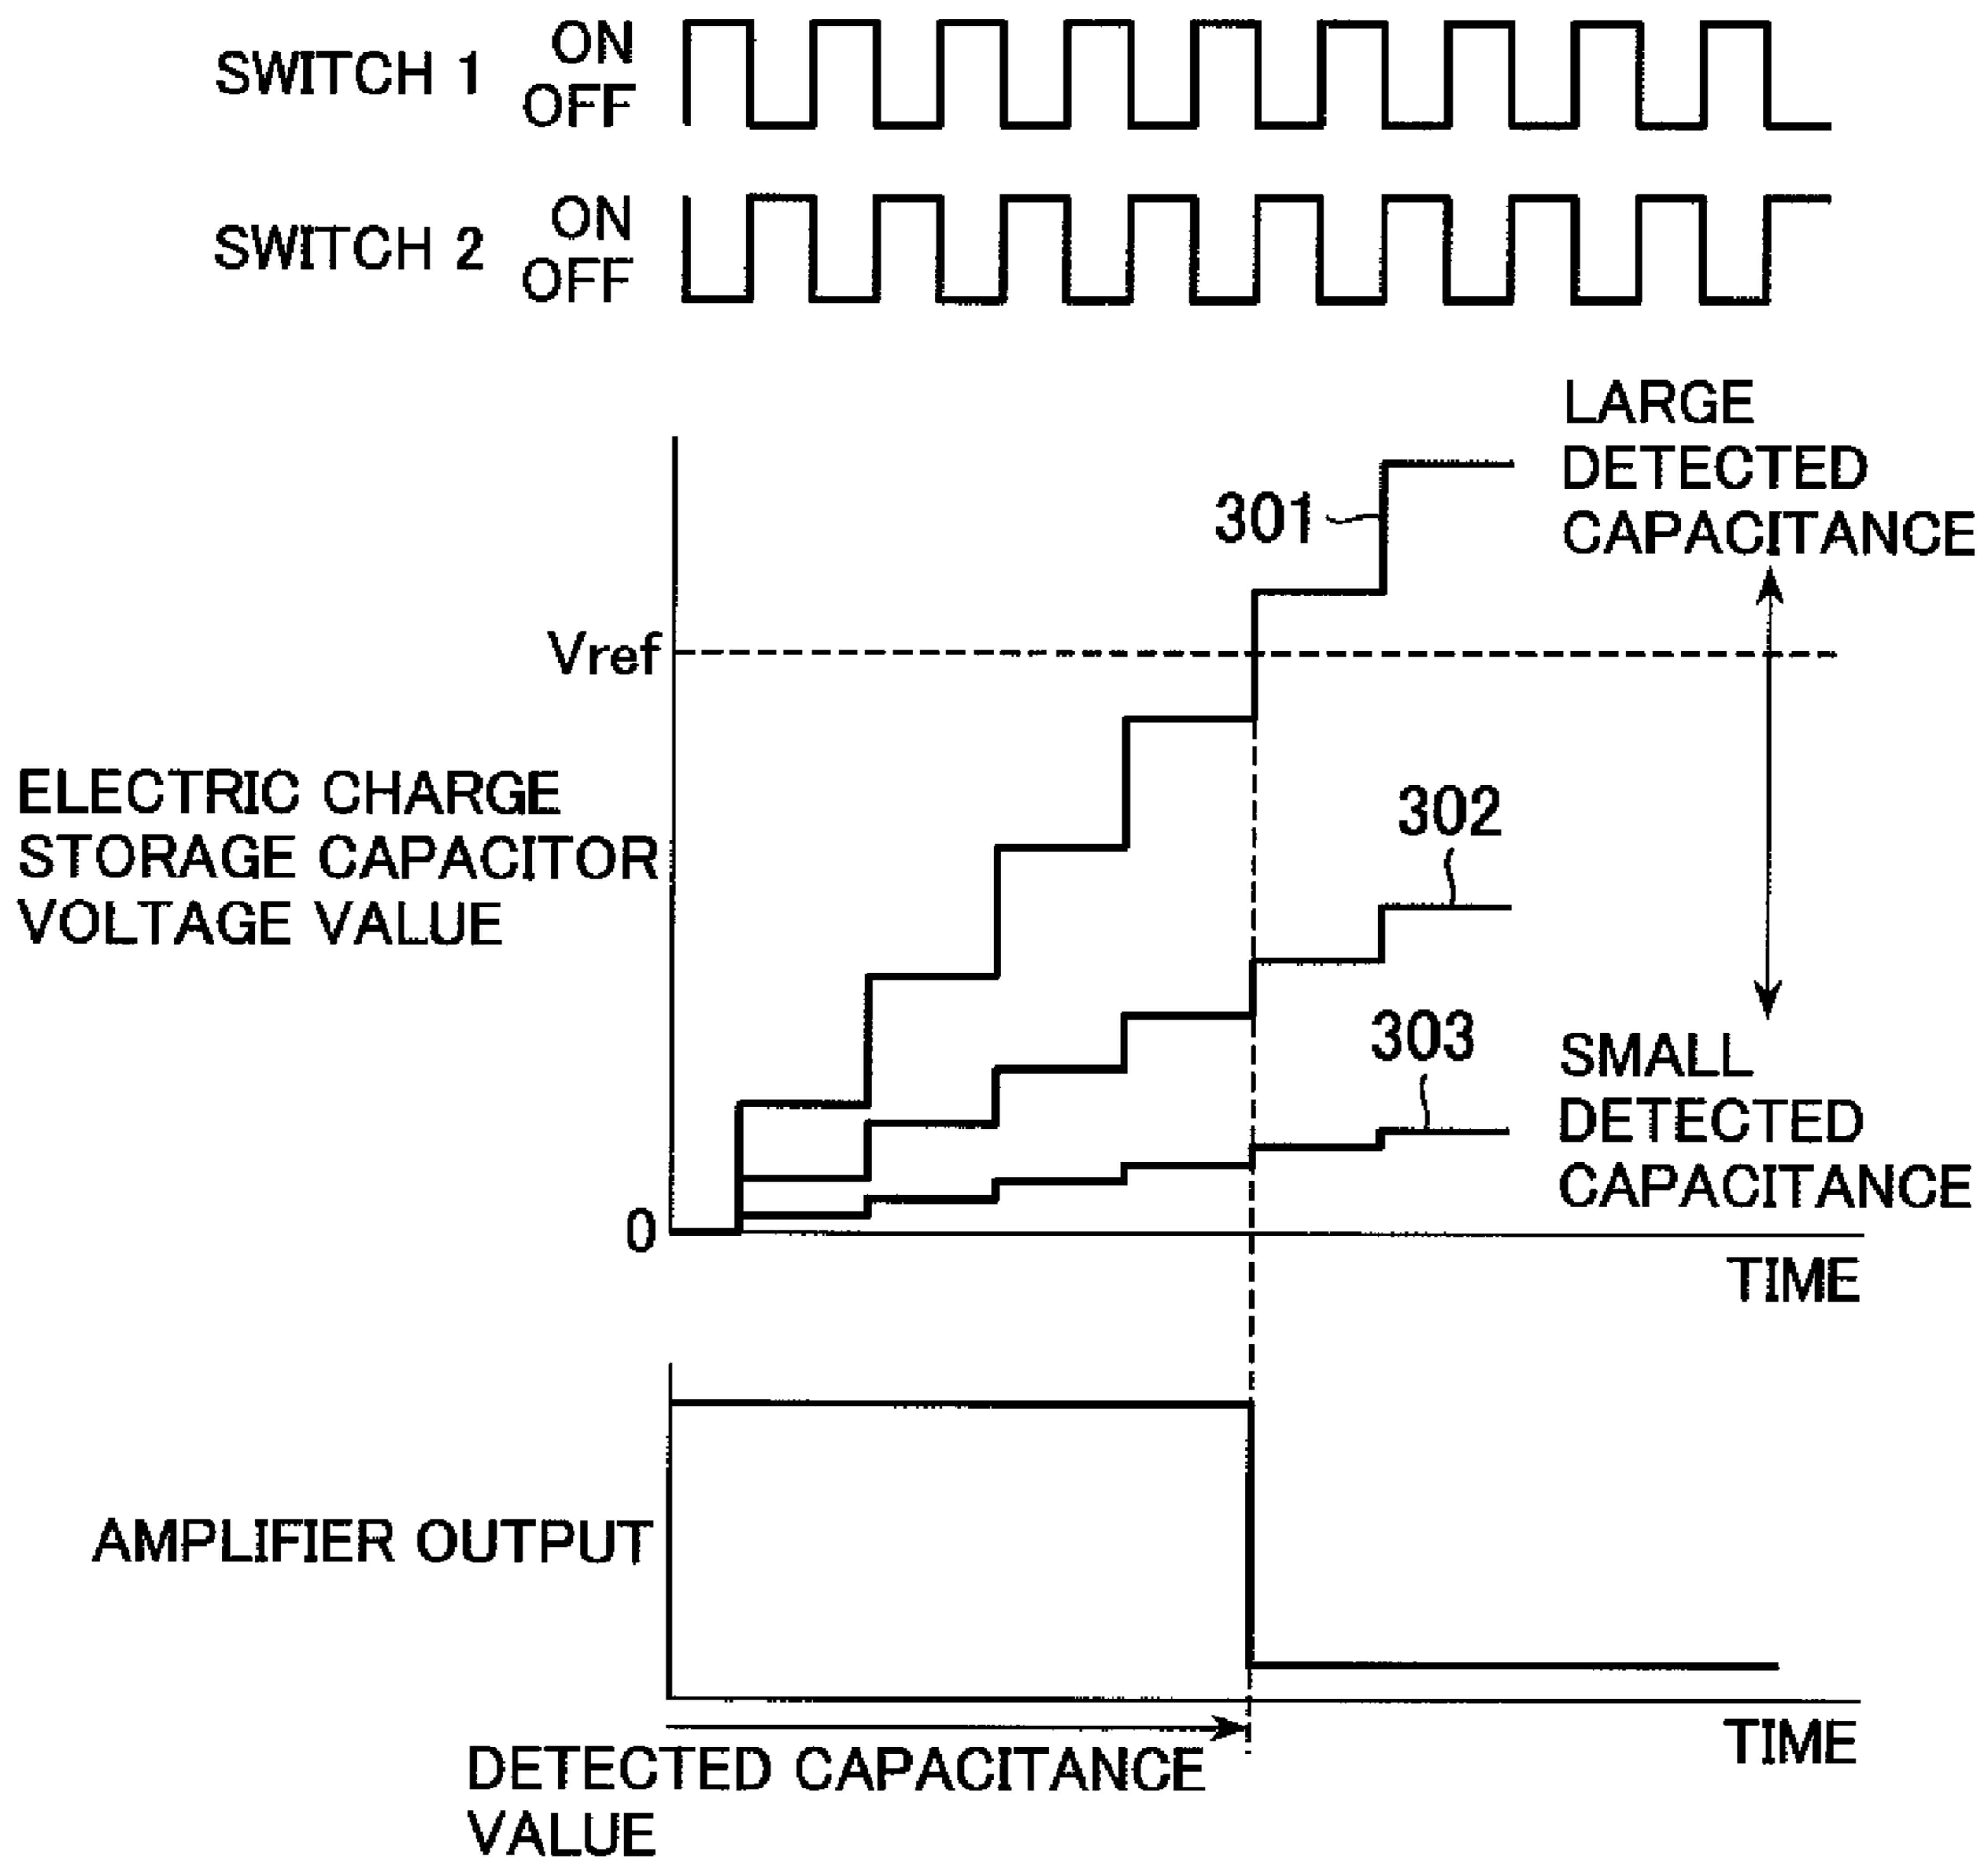 SWITCH 1
ON
OFF
SWITCH 2
ON
OFF
LARGE
DETECTED
CAPACITANCE
301
Vref
ELECTRIC CHARGE
STORAGE CAPACITOR
VOLTAGE VALUE
302
303
SMALL
DETECTED
CAPACITANCE
0
TIME
AMPLIFIER OUTPUT
TIME
DETECTED CAPACITANCE
VALUE